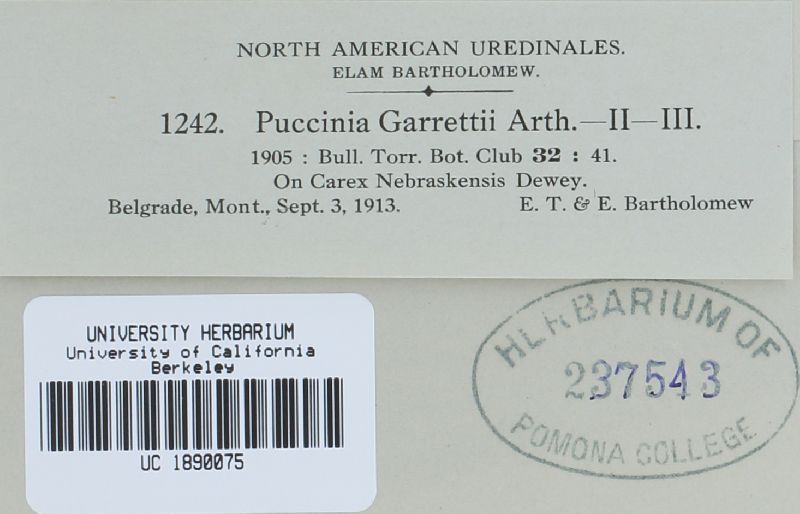 NORTH AMERICAN UREDINALES.
ELAM BARTHOLOMEW.
1242. Puccinia Garrettii Arth.—II—III.
1905 : Bull. Torr. Bot. Club 32 : 41.
On Carex Nebraskensis Dewey.
Belgrade, Mont., Sept. 3, 1913. E. T. & E. Bartholomew
UNIVERSITY HERBARIUM
University of California
Berkeley
UC 1890075
HERBARIUM OF
237543
POMONA COLLEGE